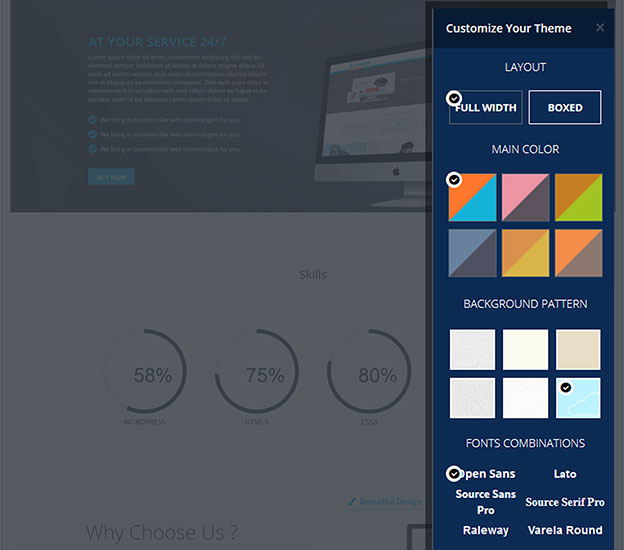 Customize Your Theme ×
AT YOUR SERVICE 24/7
Lorem ipsum dolor sit amet, consectetur adipiscing elit, sed do
eiusmod tempor incididunt ut labore et dolore magna aliqua. Ut
enim ad minim veniam, quis nostrud exercitation ullamco laboris
nisi ut aliquip ex ea commodo consequat. Duis aute irure dolor in
reprehenderit in voluptate velit esse cillum dolore eu fugiat nulla
pariatur enim ad minim veniam
We bring in business like web technologies for you
We bring in business like web technologies for you
We bring in business like web technologies for you
BUY NOW
Skills
58%
75%
80%
WORDPRESS
HTML5
CSS3
Beautiful Design
Why Choose Us ?
LAYOUT
FULL WIDTH
BOXED
MAIN COLOR
BACKGROUND PATTERN
FONTS COMBINATIONS
Open Sans
Lato
Source Sans
Pro
Source Serif Pro
Raleway
Varela Round